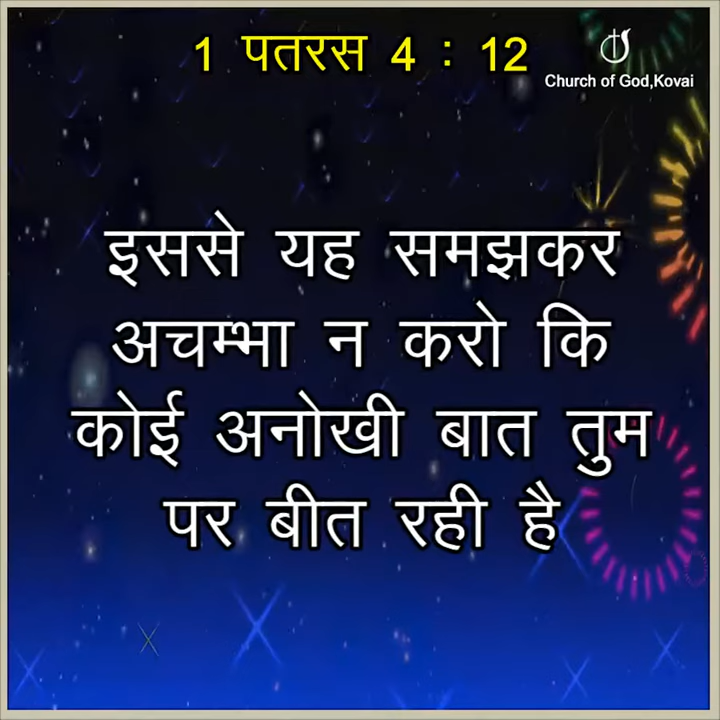 1 पतरस 4 : 12
Church of God,Kovai
इससे यह समझकर
अचम्भा न करो कि
कोई अनोखी बात तुम
पर बीत रही है